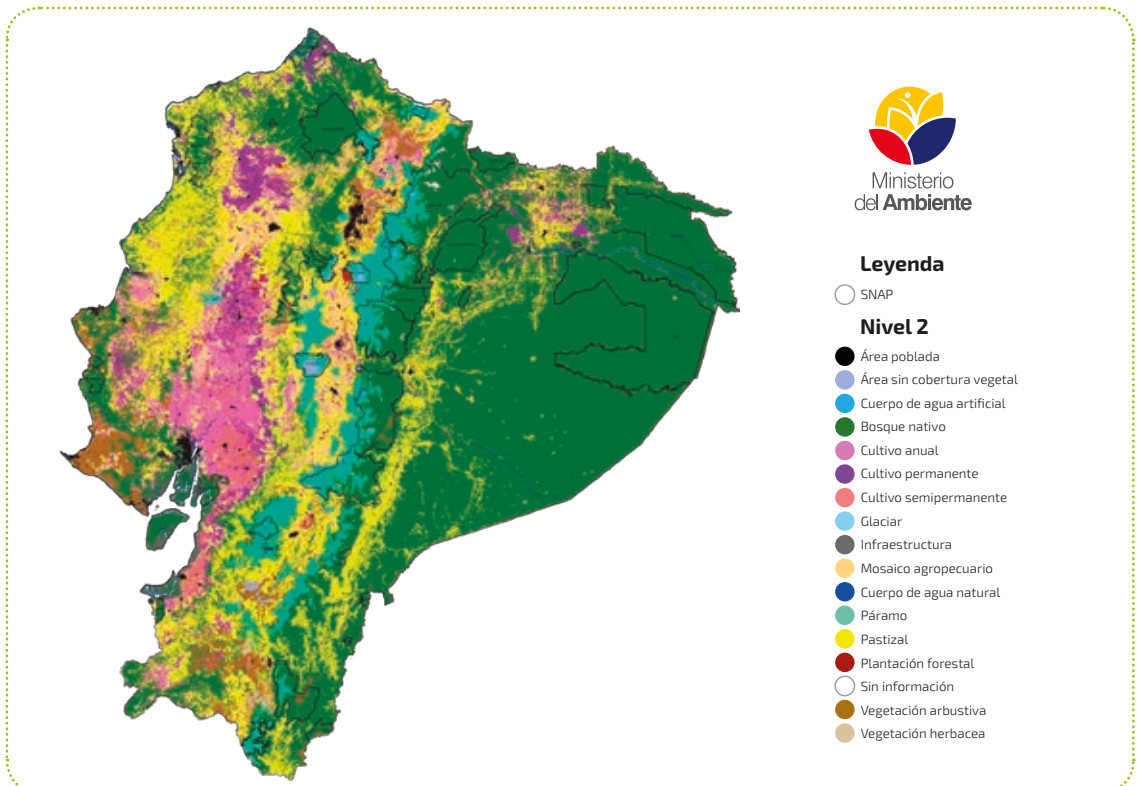 Ministerio
del Ambiente
Leyenda
SNAP
Nivel 2
Área poblada
Área sin cobertura vegetal
Cuerpo de agua artificial
Bosque nativo
Cultivo anual
Cultivo permanente
Cultivo semipermanente
Glaciar
Infraestructura
Mosaico agropecuario
Cuerpo de agua natural
Páramo
Pastizal
Plantación forestal
Sin información
Vegetación arbustiva
Vegetación herbacea